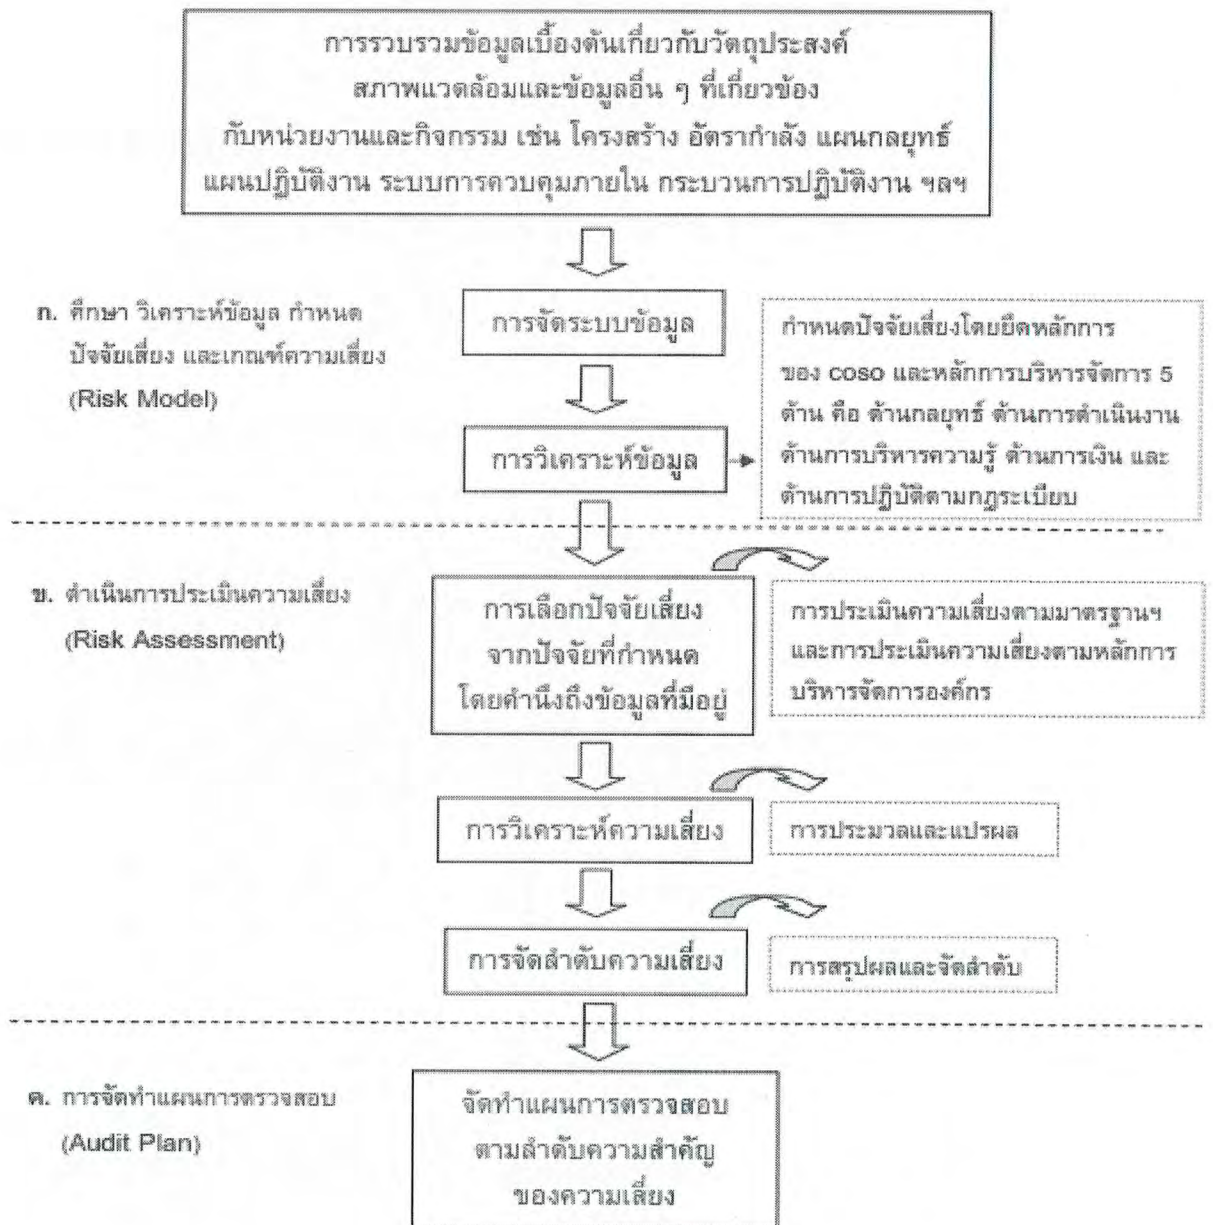 การรวบรวมข้อมูลเบื้องต้นเกี่ยวกับวัตถุประสงค์
สภาพแวดล้อมและข้อมูลอื่น ๆ ที่เกี่ยวข้อง
กับหน่วยงานและกิจกรรม เช่น โครงสร้าง อัตรากำลัง แผนกลยุทธ์
แผนปฏิบัติงาน ระบบการควบคุมภายใน กระบวนการปฏิบัติงาน ฯลฯ
ก. ศึกษา วิเคราะห์ข้อมูล กำหนด
ปัจจัยเสี่ยง และเกณฑ์ความเสี่ยง
(Risk Model)
การจัดระบบข้อมูล
การวิเคราะห์ข้อมูล
กำหนดปัจจัยเสี่ยงโดยยึดหลักการ
ของ coso และหลักการบริหารจัดการ 5
ด้าน คือ ด้านกลยุทธ์ ด้านการดำเนินงาน
ด้านการบริหารความรู้ ด้านการเงิน และ
ด้านการปฏิบัติตามกฎระเบียบ
ข. ดำเนินการประเมินความเสี่ยง
(Risk Assessment)
การเลือกปัจจัยเสี่ยง
จากปัจจัยที่กำหนด
โดยคำนึงถึงข้อมูลที่มีอยู่
การประเมินความเสี่ยงตามมาตรฐานฯ
และการประเมินความเสี่ยงตามหลักการ
บริหารจัดการองค์กร
การวิเคราะห์ความเสี่ยง
การประมวลและแปรผล
การจัดลำดับความเสี่ยง
การสรุปผลและจัดลำดับ
ค. การจัดทำแผนการตรวจสอบ
(Audit Plan)
จัดทำแผนการตรวจสอบ
ตามลำดับความสำคัญ
ของความเสี่ยง